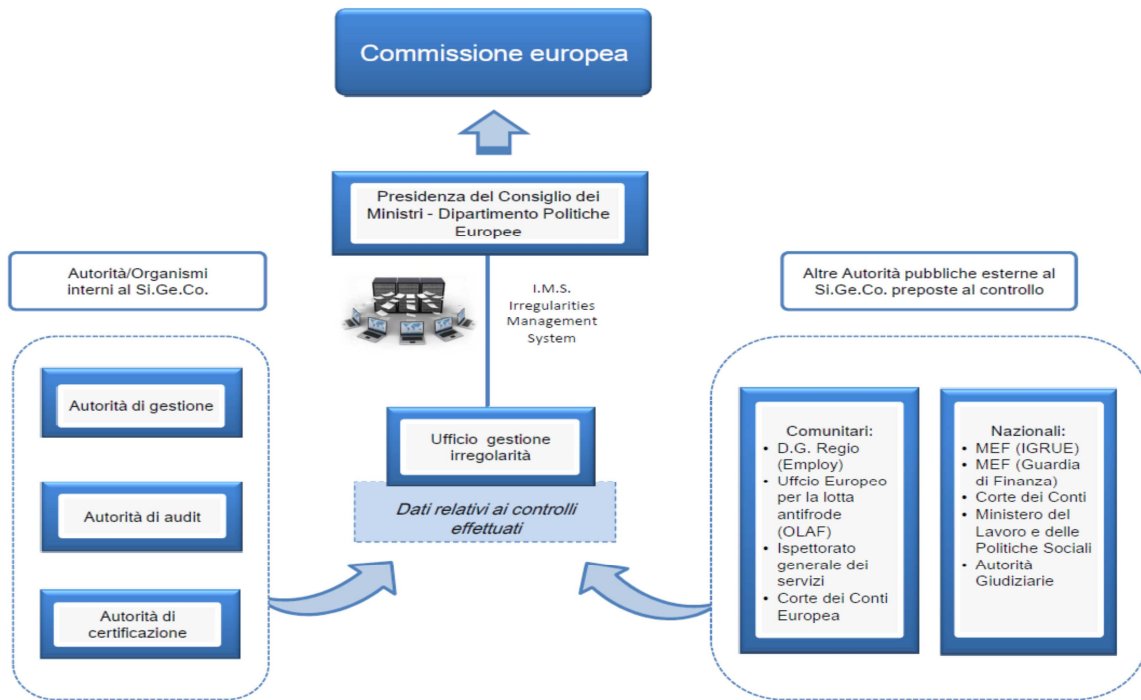 Commissione europea
Presidenza del Consiglio dei
Ministri - Dipartimento Politiche
Europee
Autorità/Organismi
interni al Si.Ge.Co.
I.M.S.
Irregularities
Management
System
Altre Autorità pubbliche esterne al
Si.Ge.Co. preposte al controllo
Autorità di gestione
Autorità di audit
Autorità di
certificazione
Ufficio gestione
irregolarità
Dati relativi ai controlli
effettuati
Comunitari:
• D.G. Regio
(Employ)
• Uffcio Europeo
per la lotta
antifrode
(OLAF)
• Ispettorato
generale dei
servizi
• Corte dei Conti
Europea
Nazionali:
• MEF (IGRUE)
• MEF (Guardia
di Finanza)
• Corte dei Conti
• Ministero del
Lavoro e delle
Politiche Sociali
• Autorità
Giudiziarie